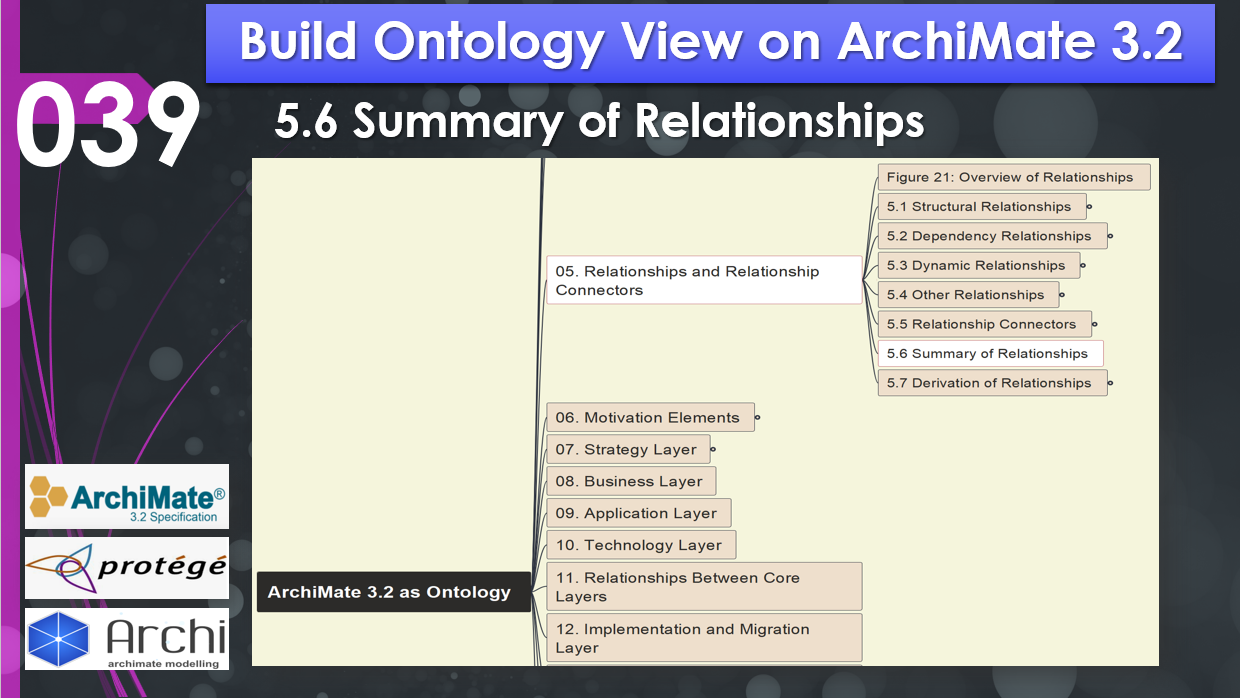 Build Ontology View on ArchiMate 3.2
039
5.6 Summary of Relationships
Figure 21: Overview of Relationships
5.1 Structural Relationships
5.2 Dependency Relationships
05. Relationships and Relationship
Connectors
5.3 Dynamic Relationships
5.4 Other Relationships
5.5 Relationship Connectors
5.6 Summary of Relationships
5.7 Derivation of Relationships
06. Motivation Elements
07. Strategy Layer
08. Business Layer
09. Application Layer
10. Technology Layer
11. Relationships Between Core
Layers
ArchiMate 3.2 as Ontology
12. Implementation and Migration
Layer
ArchiMate®
3.2 Specification
protégé
Archi
archimate modelling